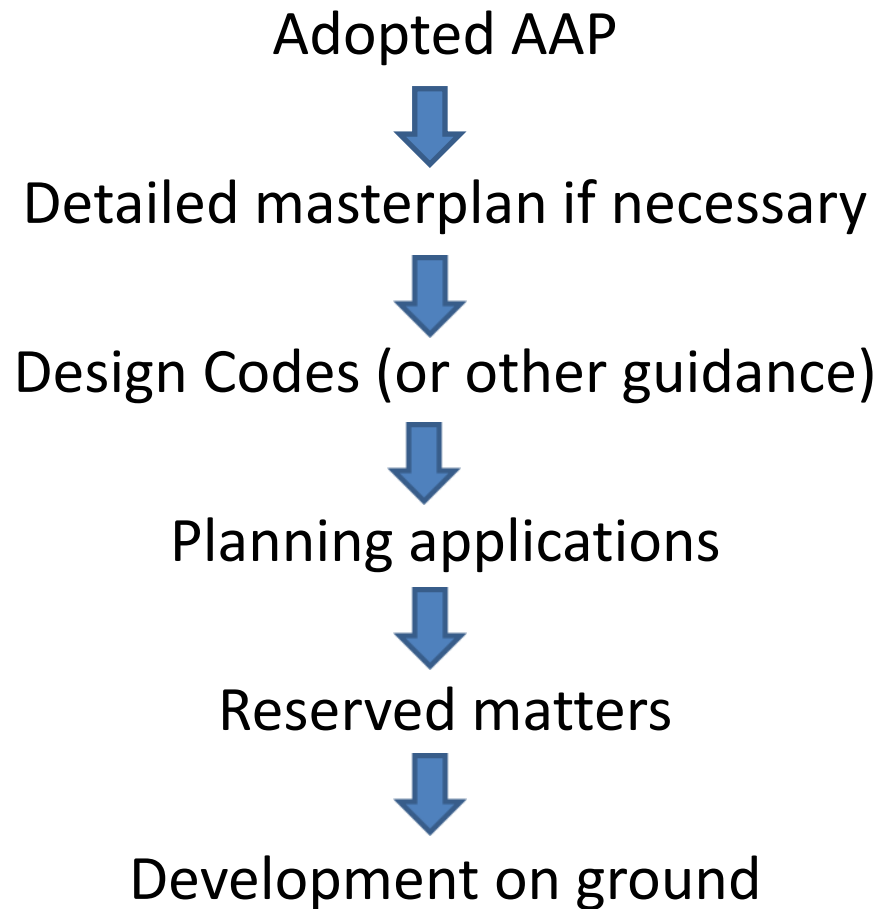 Adopted AAP
Detailed masterplan if necessary
Design Codes (or other guidance)
Planning applications
Reserved matters
Development on ground